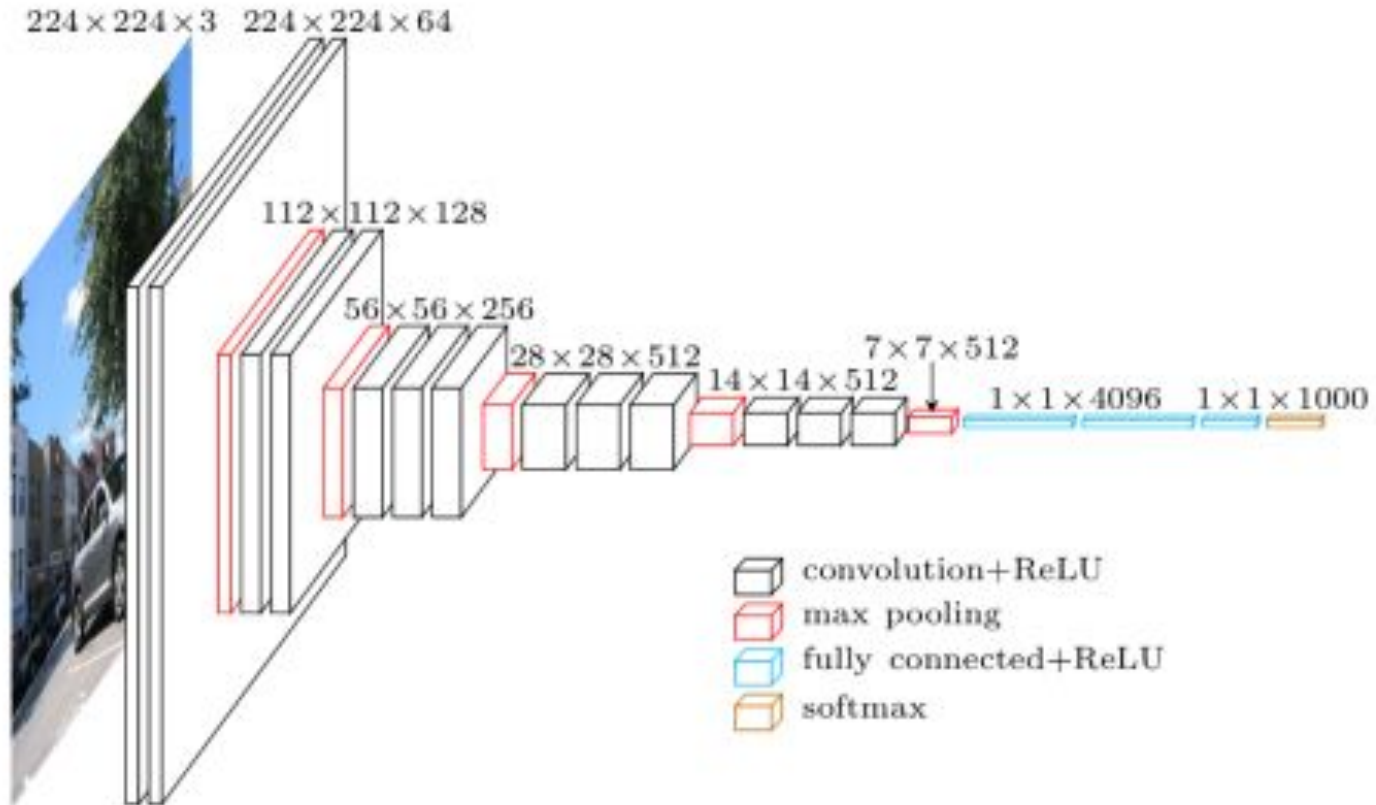 224 × 224 × 3
224 × 224 × 64
112 × 112 × 128
56 × 56 × 256
28 × 28 × 512
14 × 14 × 512
7 × 7 × 512
1 × 1 × 4096
1 × 1 × 1000
convolution+ReLU
max pooling
fully connected+ReLU
softmax